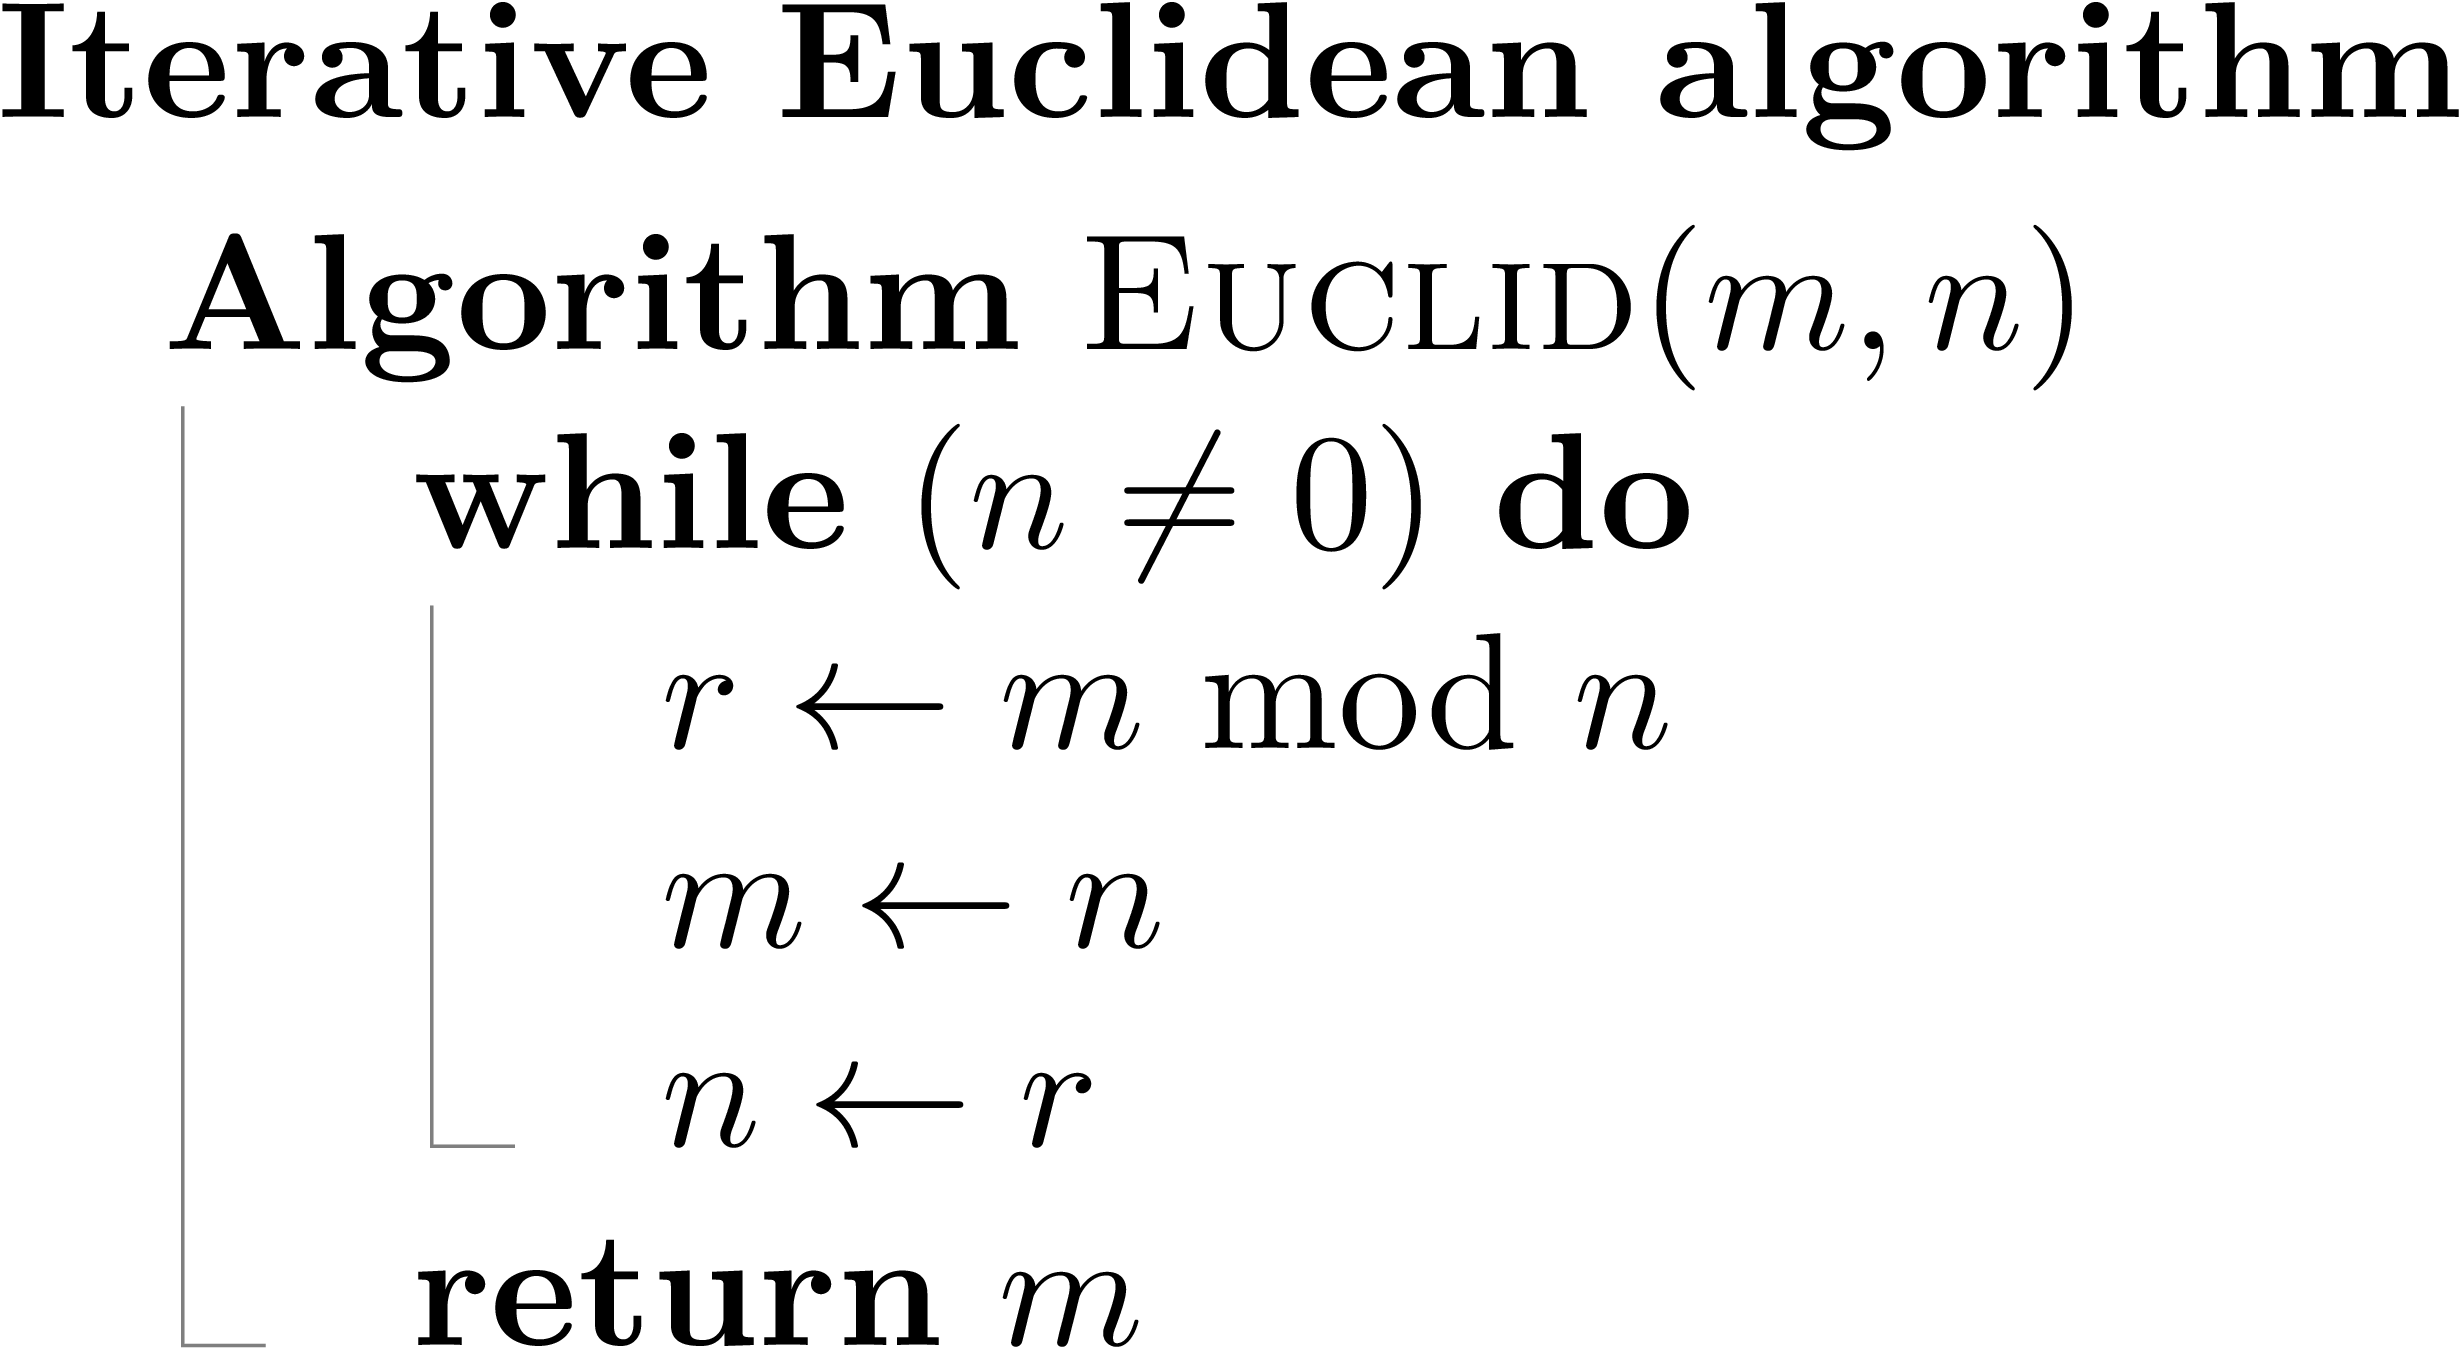 Iterative Euclidean algorithm
Algorithm Euclid(m, n)
while (n ≠ 0) do
r ← m mod n
m ← n
n ← r
return m